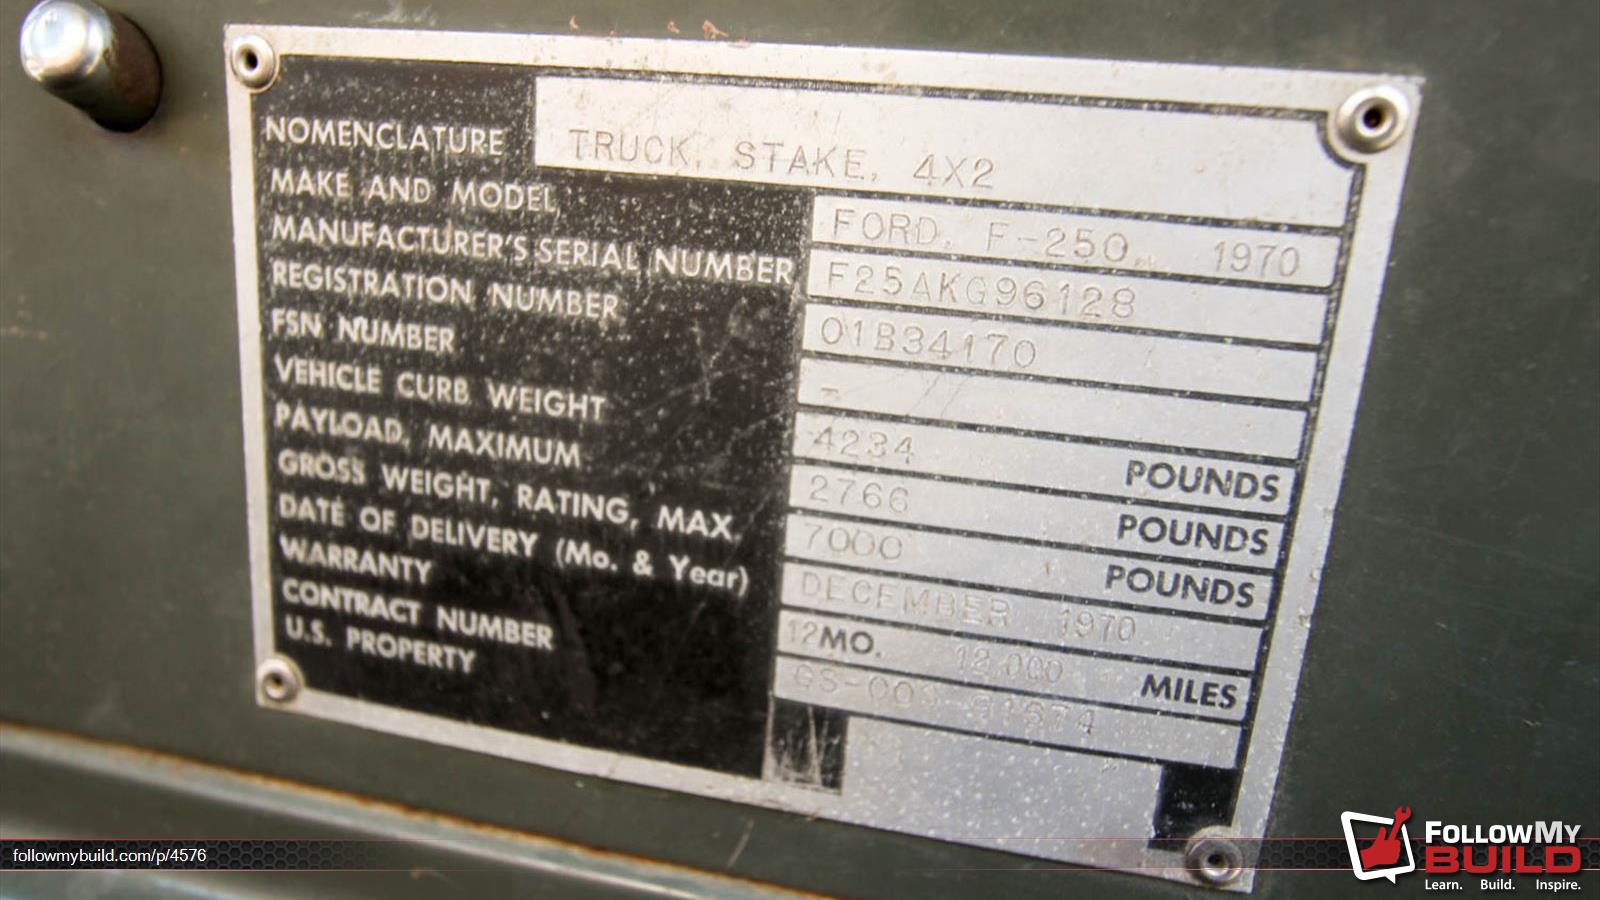 NOMENCLATURE TRUCK, STAKE, 4X2
MAKE AND MODEL FORD, F-250 1970
MANUFACTURER'S SERIAL NUMBER F25AKG96128
REGISTRATION NUMBER 01B34170
FSN NUMBER -
VEHICLE CURB WEIGHT 4234 POUNDS
PAYLOAD, MAXIMUM 2766 POUNDS
GROSS WEIGHT, RATING, MAX. 7000 POUNDS
DATE OF DELIVERY (Mo. & Year) DECEMBER 1970
WARRANTY 12 MO. 12,000 MILES
CONTRACT NUMBER
U.S. PROPERTY
followmybuild.com/p/4576
FOLLOWMY
BUILD
Learn. Build. Inspire.